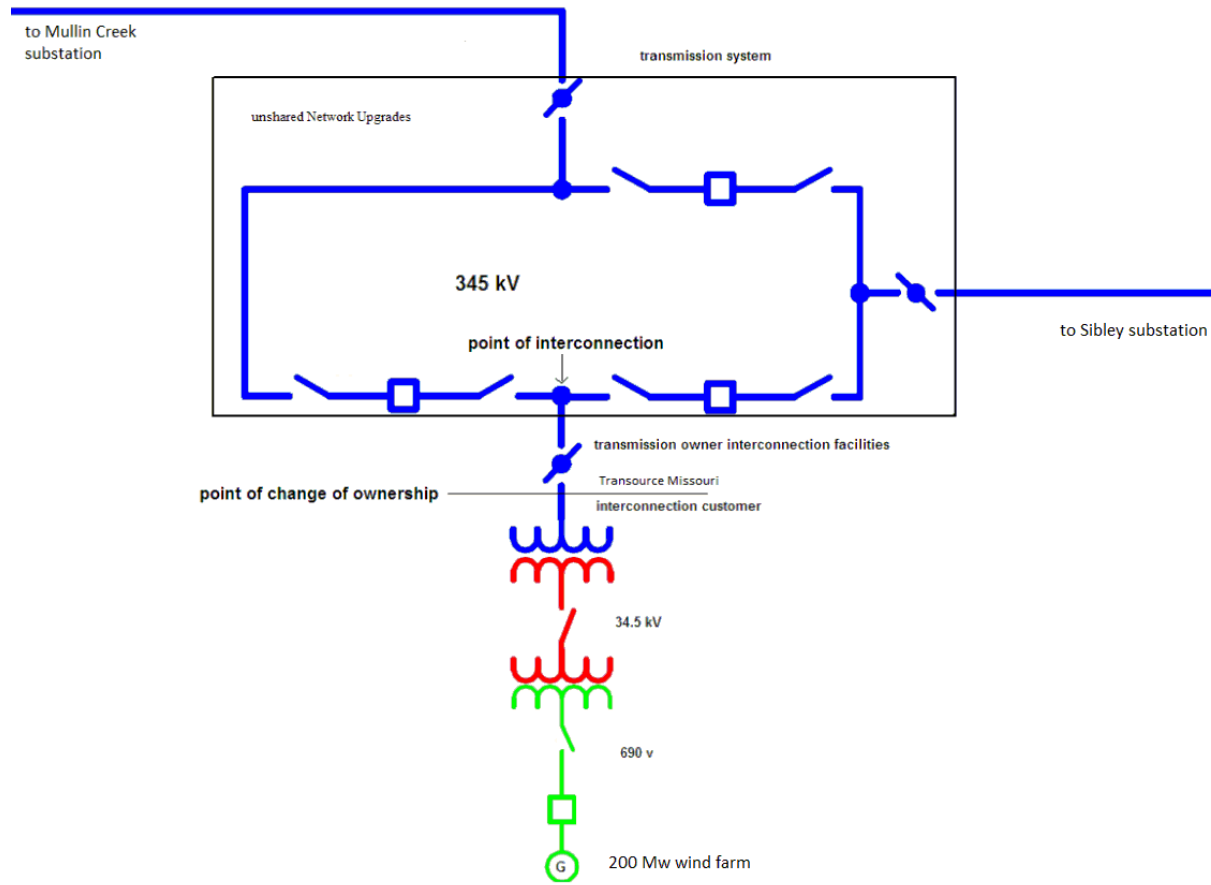 to Mullin Creek
substation
transmission system
unshared Network Upgrades
345 kV
point of interconnection
to Sibley substation
transmission owner interconnection facilities
Transource Missouri
point of change of ownership
interconnection customer
34.5 kV
690 v
G
200 Mw wind farm